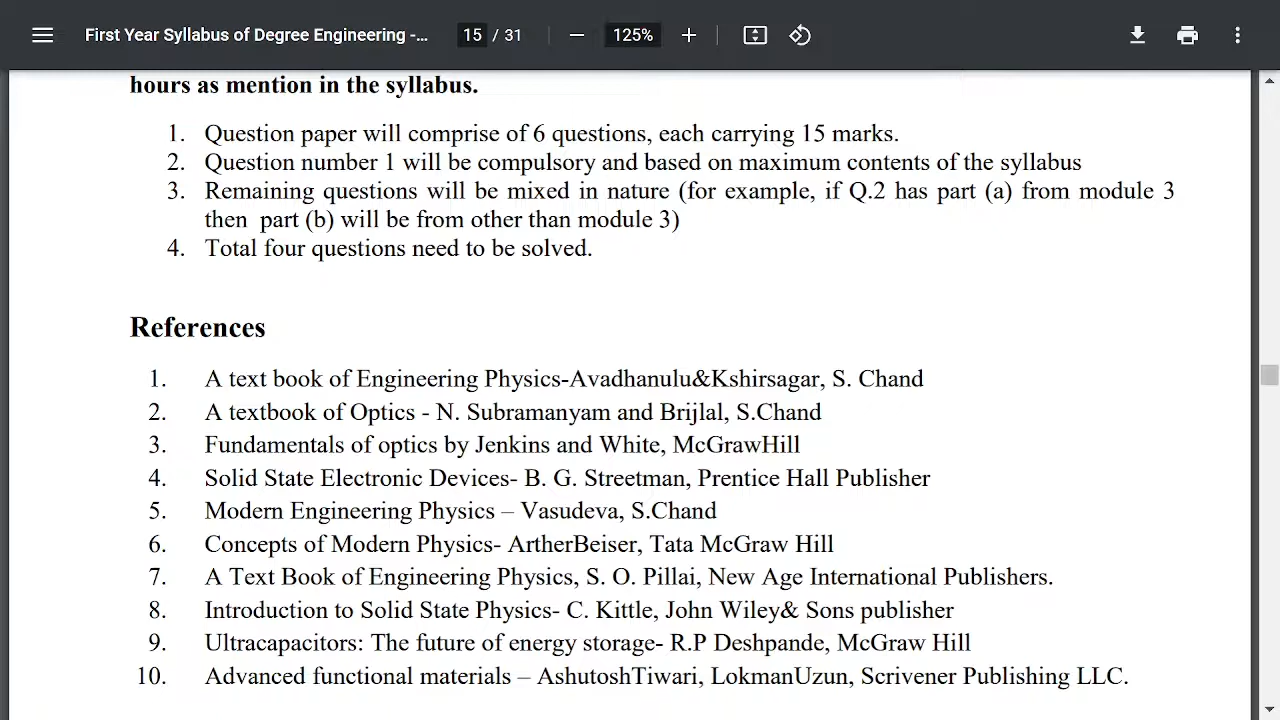 First Year Syllabus of Degree Engineering -... 15 / 31 125%
hours as mention in the syllabus.
1. Question paper will comprise of 6 questions, each carrying 15 marks.
2. Question number 1 will be compulsory and based on maximum contents of the syllabus
3. Remaining questions will be mixed in nature (for example, if Q.2 has part (a) from module 3
then part (b) will be from other than module 3)
4. Total four questions need to be solved.
References
1. A text book of Engineering Physics-Avadhanulu&Kshirsagar, S. Chand
2. A textbook of Optics - N. Subramanyam and Brijlal, S.Chand
3. Fundamentals of optics by Jenkins and White, McGrawHill
4. Solid State Electronic Devices- B. G. Streetman, Prentice Hall Publisher
5. Modern Engineering Physics – Vasudeva, S.Chand
6. Concepts of Modern Physics- ArtherBeiser, Tata McGraw Hill
7. A Text Book of Engineering Physics, S. O. Pillai, New Age International Publishers.
8. Introduction to Solid State Physics- C. Kittle, John Wiley& Sons publisher
9. Ultracapacitors: The future of energy storage- R.P Deshpande, McGraw Hill
10. Advanced functional materials – AshutoshTiwari, LokmanUzun, Scrivener Publishing LLC.